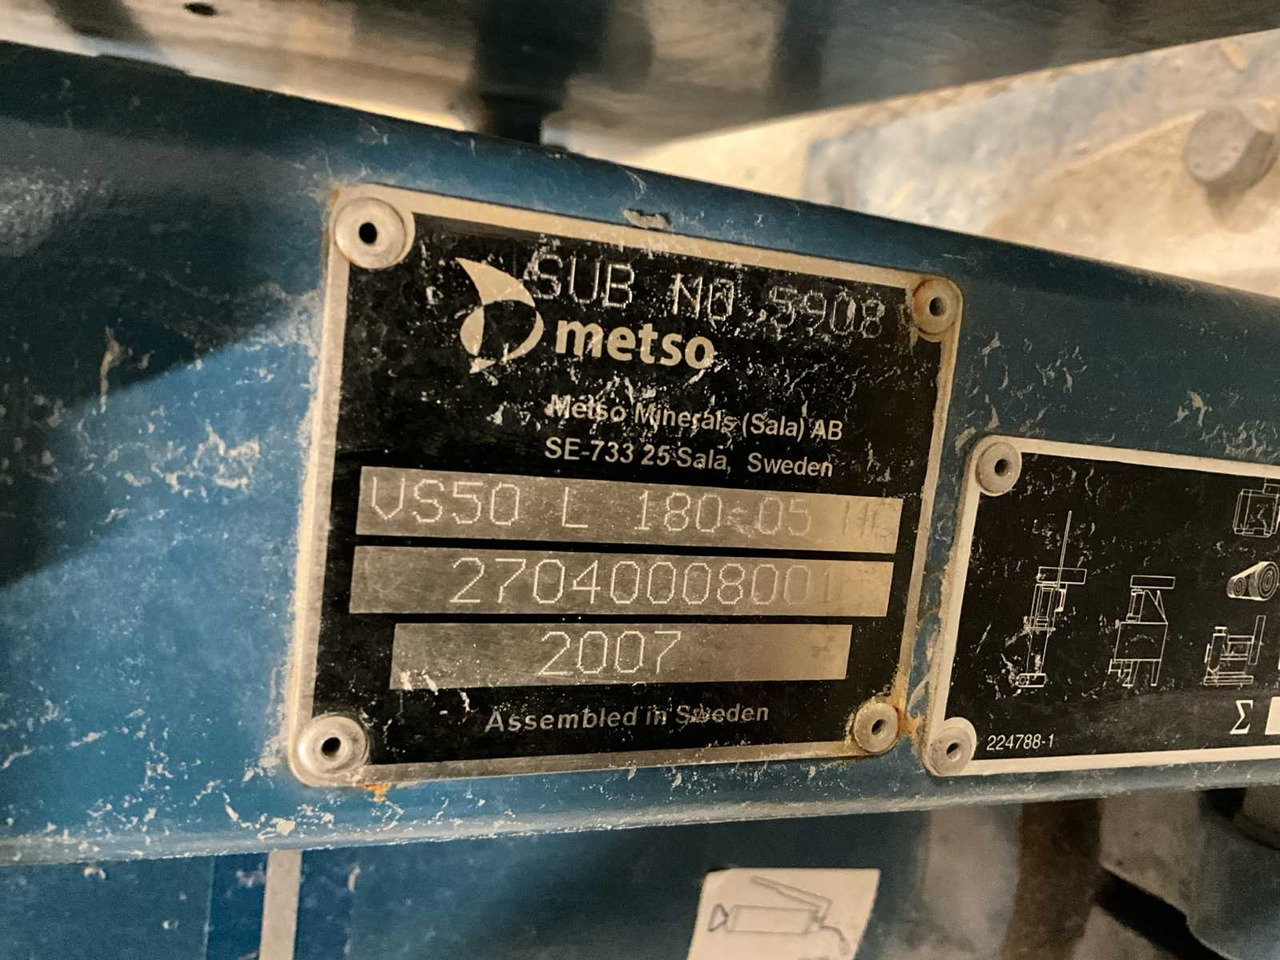 SUB NO 5908
metso
Metso Minerals (Sala) AB
SE-733 25 Sala, Sweden
VS50 L 180 05
27040008001
2007
Assembled in Sweden
224788-1
Σ